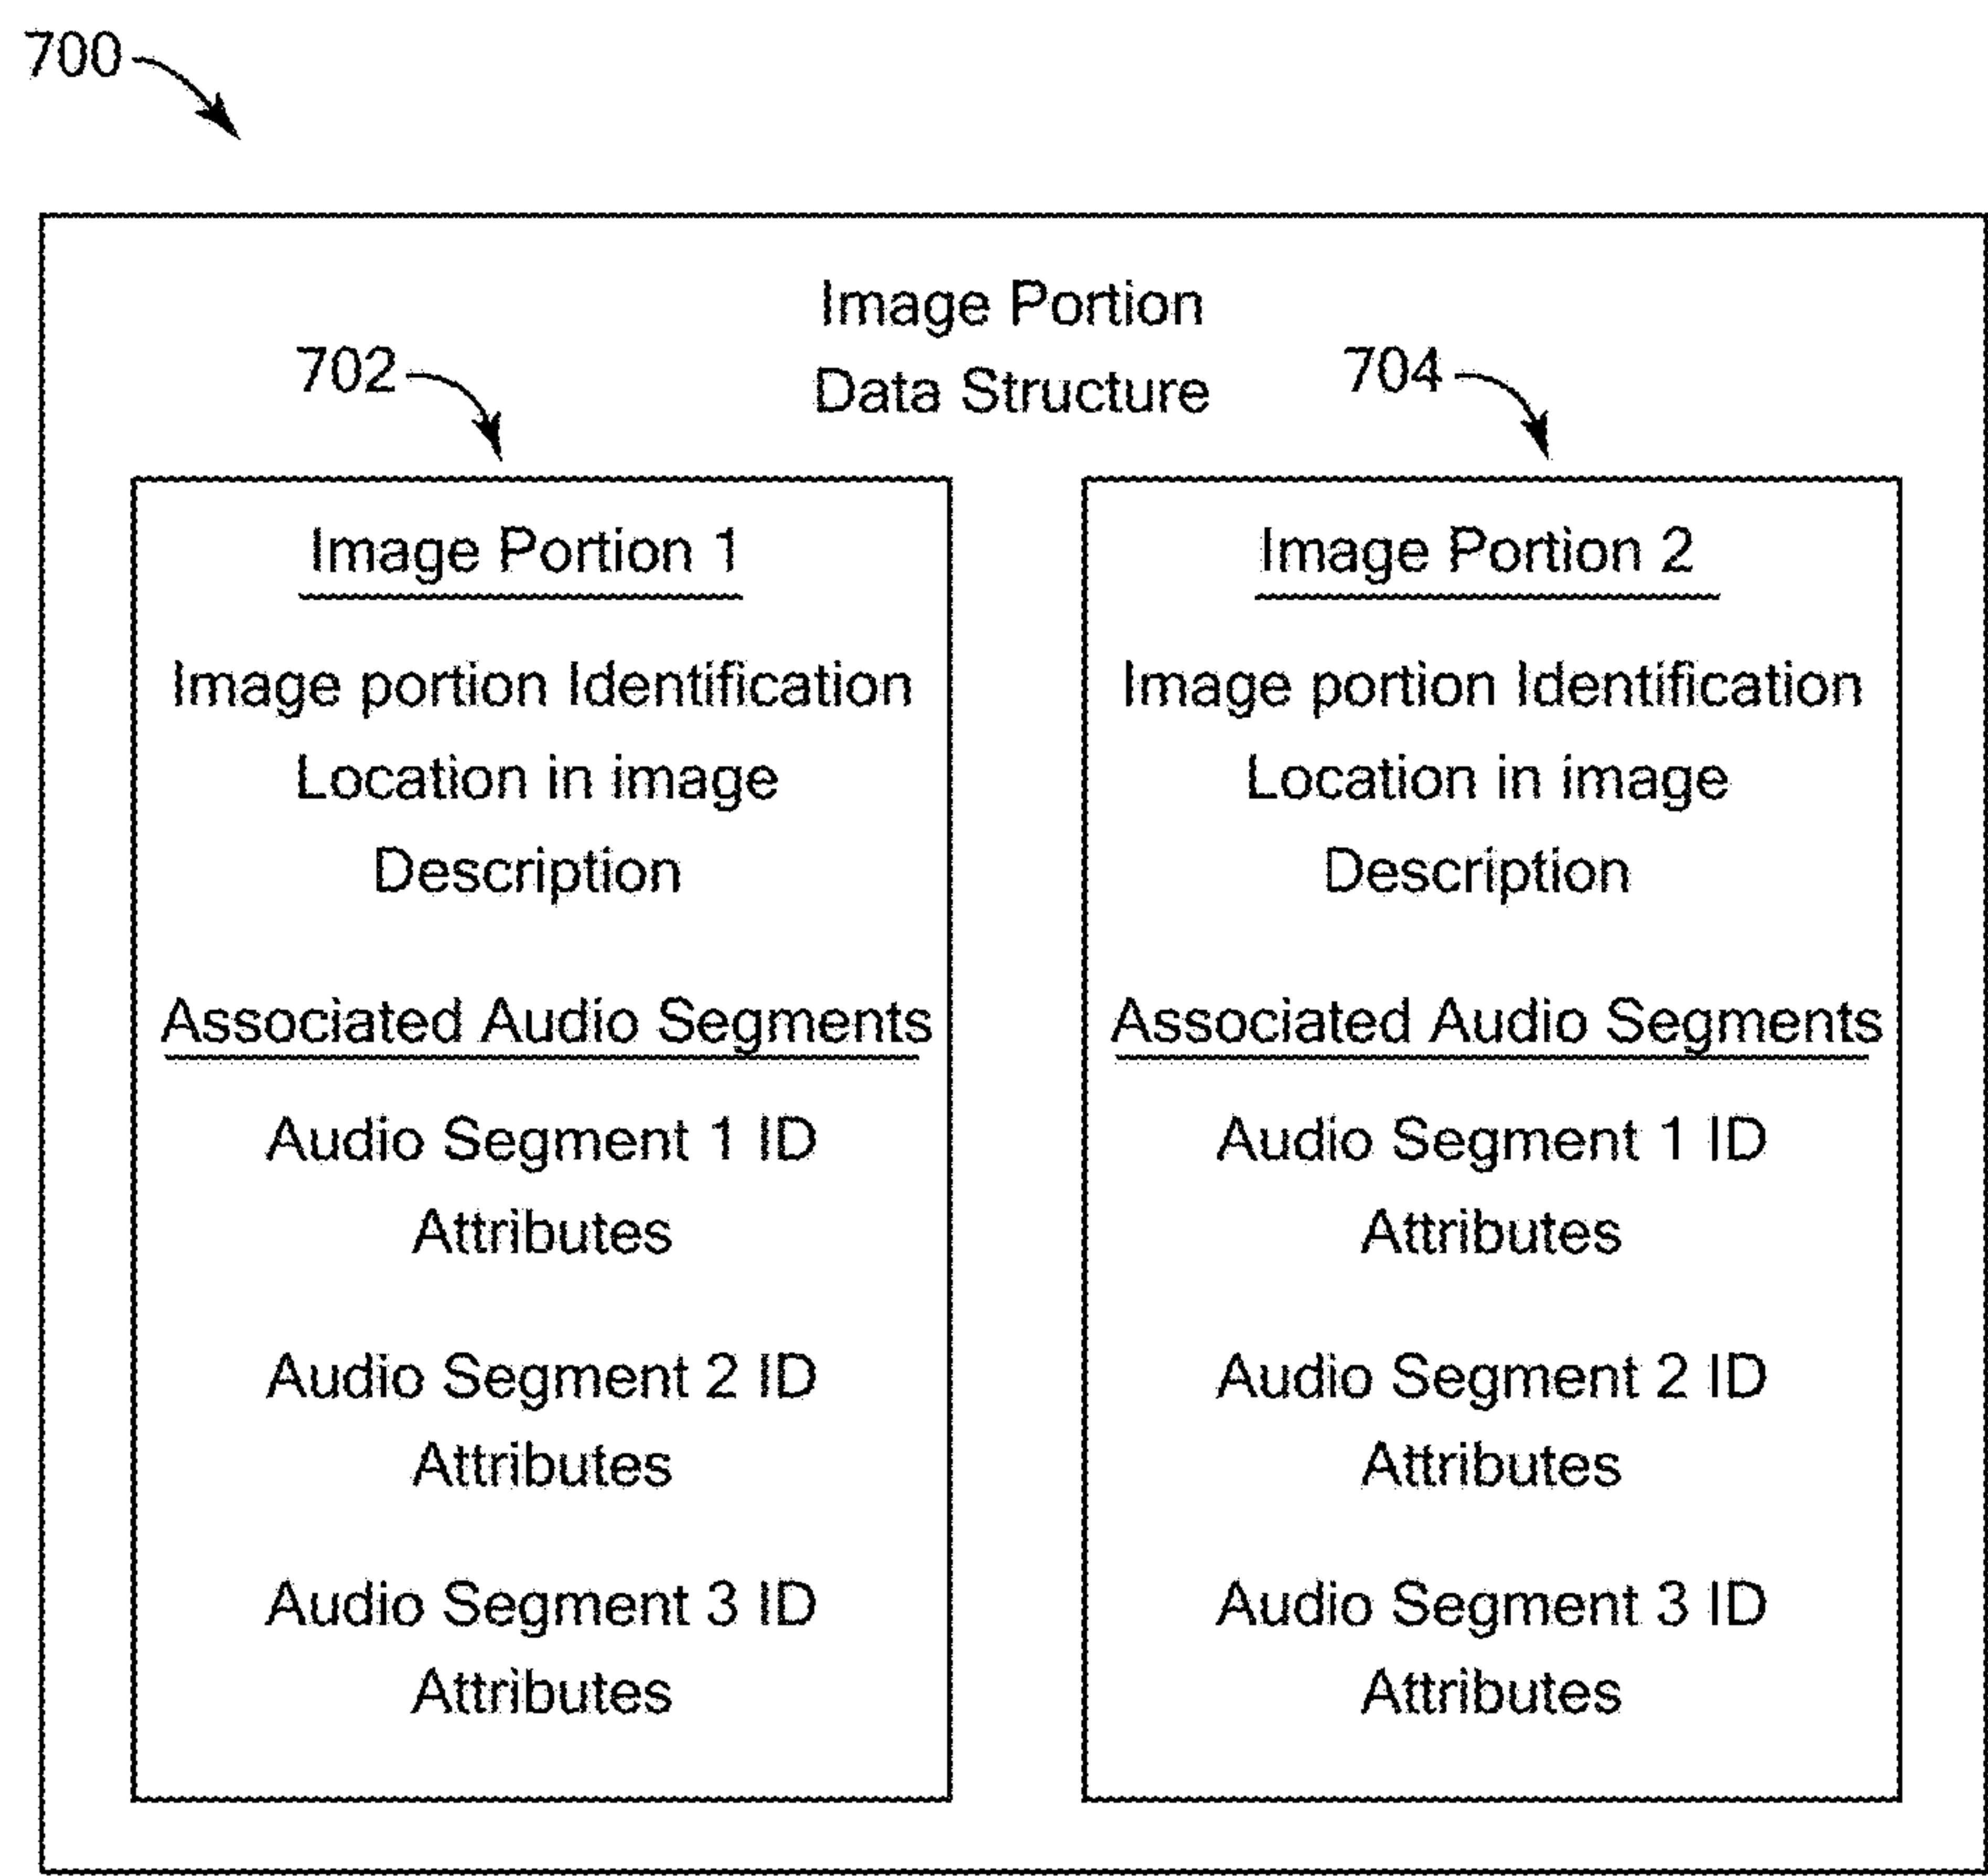 700
Image Portion
Data Structure
702
704
Image Portion 1
Image portion Identification
Location in image
Description
Associated Audio Segments
Audio Segment 1 ID
Attributes
Audio Segment 2 ID
Attributes
Audio Segment 3 ID
Attributes
Image Portion 2
Image portion Identification
Location in image
Description
Associated Audio Segments
Audio Segment 1 ID
Attributes
Audio Segment 2 ID
Attributes
Audio Segment 3 ID
Attributes